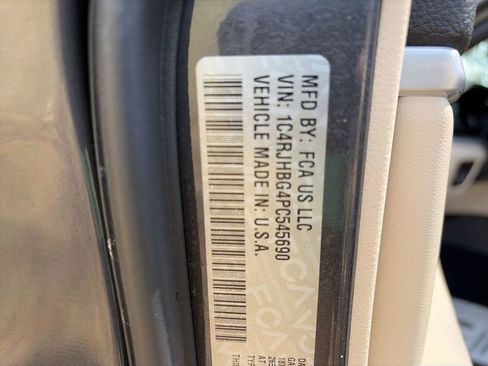 MFD BY: FCA US LLC
VIN: 1C4RJHBG4PC545690
VEHICLE MADE IN: U.S.A.